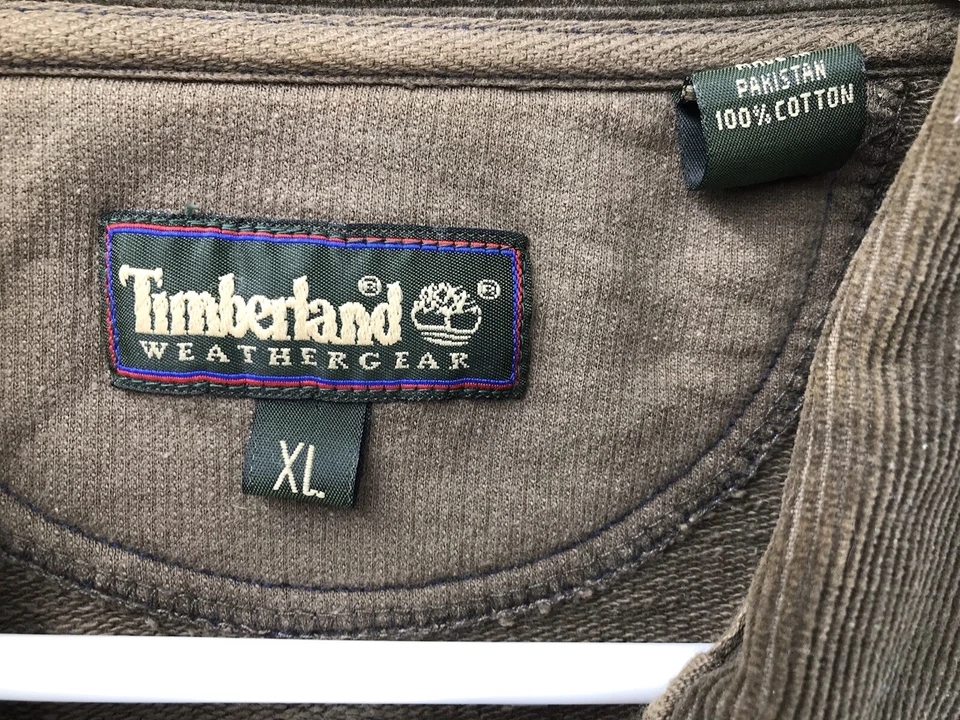 PAKISTAN
100% COTTON
Timberland® ®
WEATHERGEAR
XL